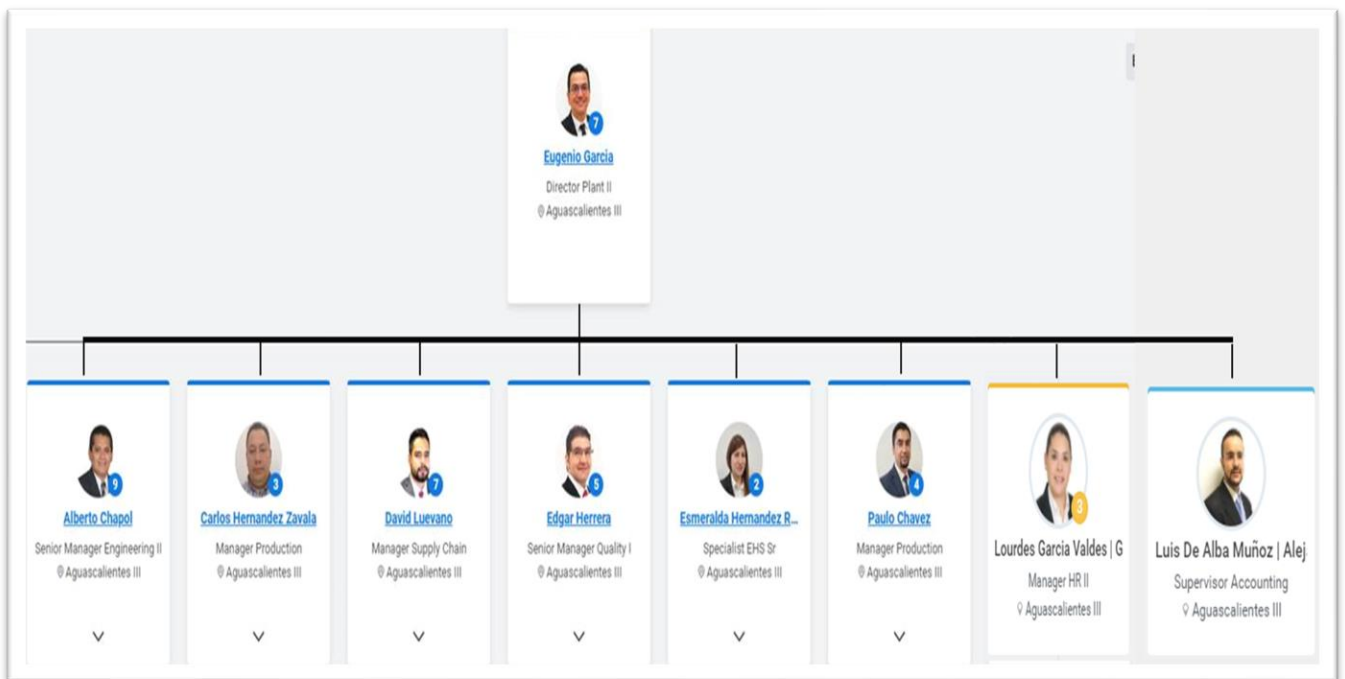 7
Eugenio Garcia
Director Plant II
Aguascalientes III
9
Alberto Chapol
Senior Manager Engineering II
Aguascalientes III
3
Carlos Hernandez Zavala
Manager Production
Aguascalientes III
7
David Luevano
Manager Supply Chain
Aguascalientes III
5
Edgar Herrera
Senior Manager Quality I
Aguascalientes III
2
Esmeralda Hernandez R...
Specialist EHS Sr
Aguascalientes III
4
Paulo Chavez
Manager Production
Aguascalientes III
3
Lourdes Garcia Valdes | G
Manager HR II
Aguascalientes III
Luis De Alba Muñoz | Alej
Supervisor Accounting
Aguascalientes III